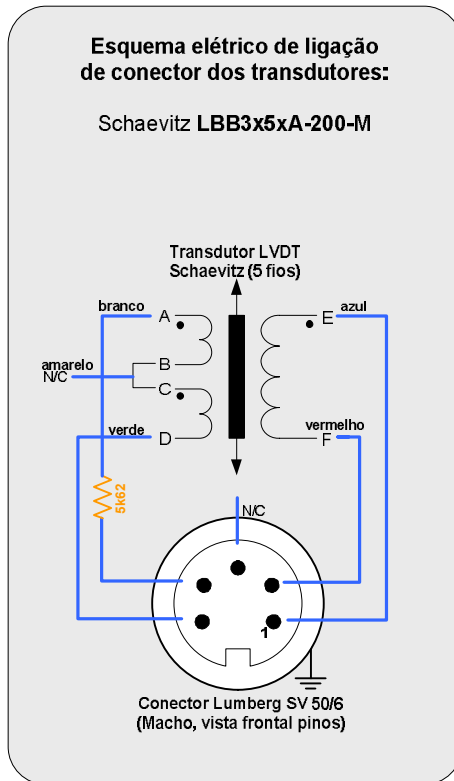 Esquema elétrico de ligação
de conector dos transdutores:
Schaevitz LBB3x5xA-200-M
Transdutor LVDT
Schaevitz (5 fios)
branco
A
E
azul
amarelo
N/C
B
C
verde
D
vermelho
F
5k62
N/C
1
Conector Lumberg SV 50/6
(Macho, vista frontal pinos)